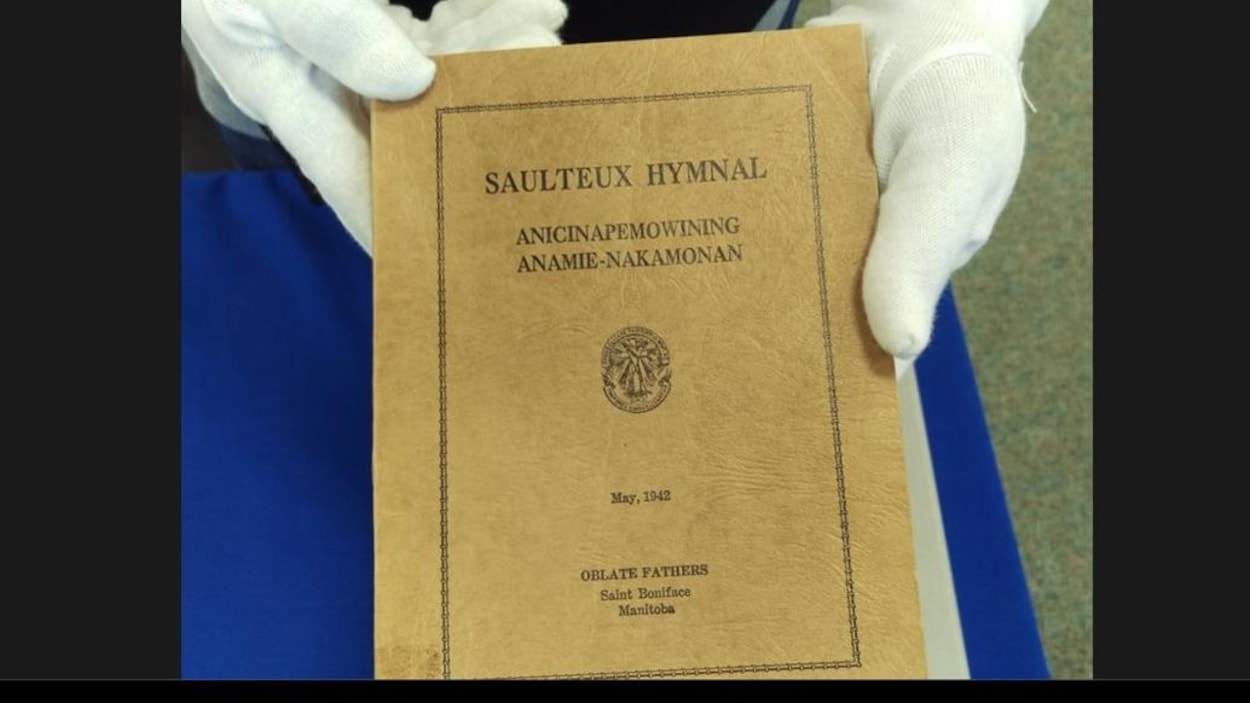 SAULTEUX HYMNAL
ANICINAPEMOWINING
ANAMIE-NAKAMONAN
May, 1942
OBLATE FATHERS
Saint Boniface
Manitoba